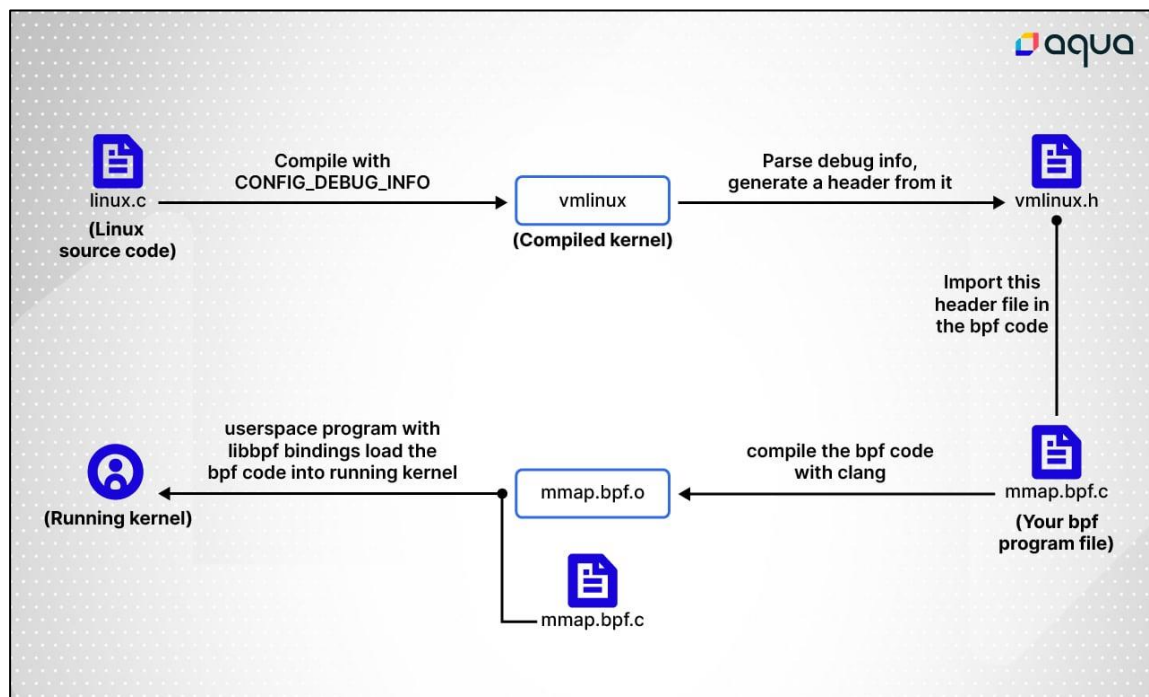 aqua
Compile with
CONFIG_DEBUG_INFO
Parse debug info,
generate a header from it
linux.c
(Linux
source code)
vmlinux
(Compiled kernel)
vmlinux.h
Import this
header file in
the bpf code
userspace program with
libbpf bindings load the
bpf code into running kernel
compile the bpf code
with clang
(Running kernel)
mmap.bpf.o
mmap.bpf.c
(Your bpf
program file)
mmap.bpf.c